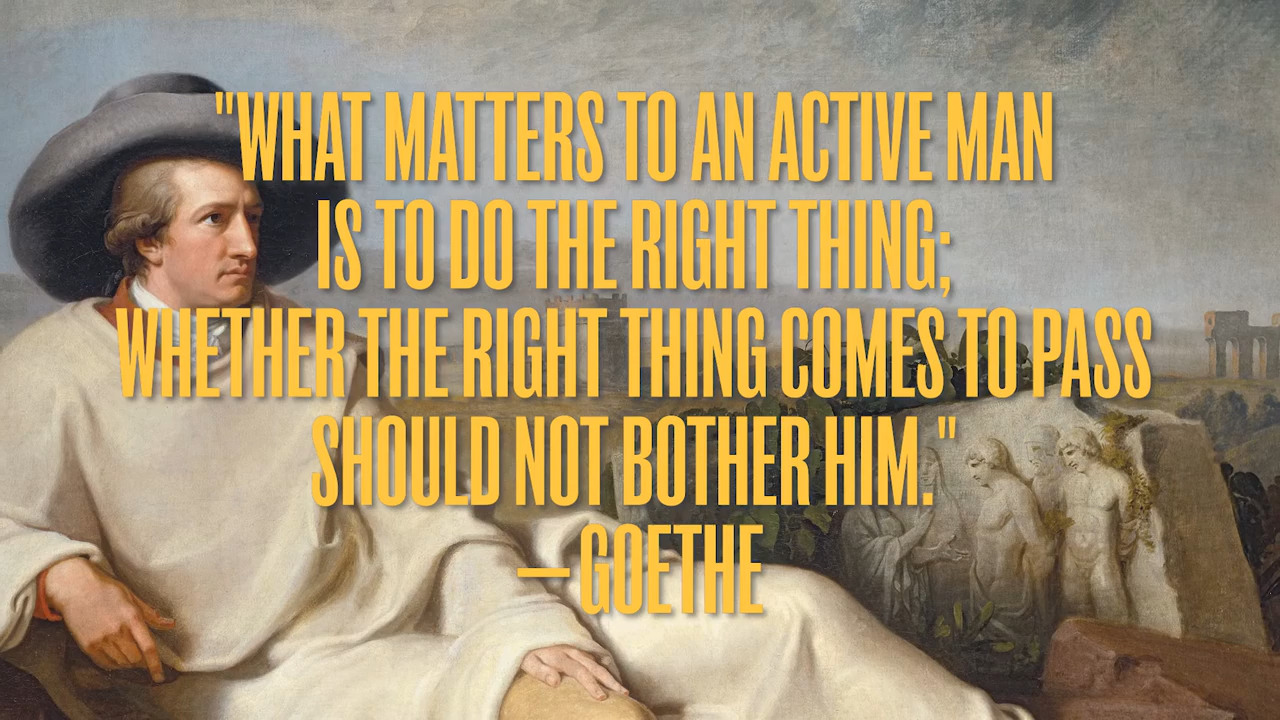 "WHAT MATTERS TO AN ACTIVE MAN
IS TO DO THE RIGHT THING;
WHETHER THE RIGHT THING COMES TO PASS
SHOULD NOT BOTHER HIM."
—GOETHE